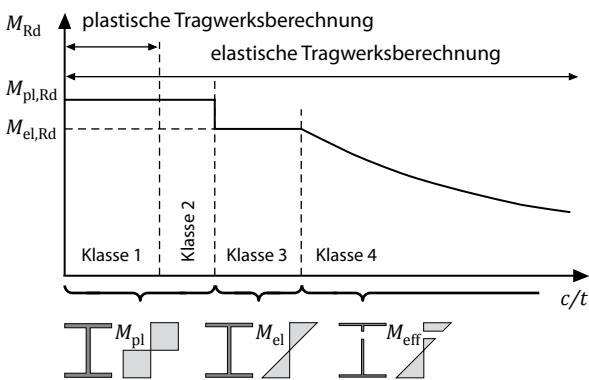 M_Rd
plastische Tragwerksberechnung
elastische Tragwerksberechnung
M_pl,Rd
M_el,Rd
Klasse 1
Klasse 2
Klasse 3
Klasse 4
c/t
M_pl
M_el
M_eff